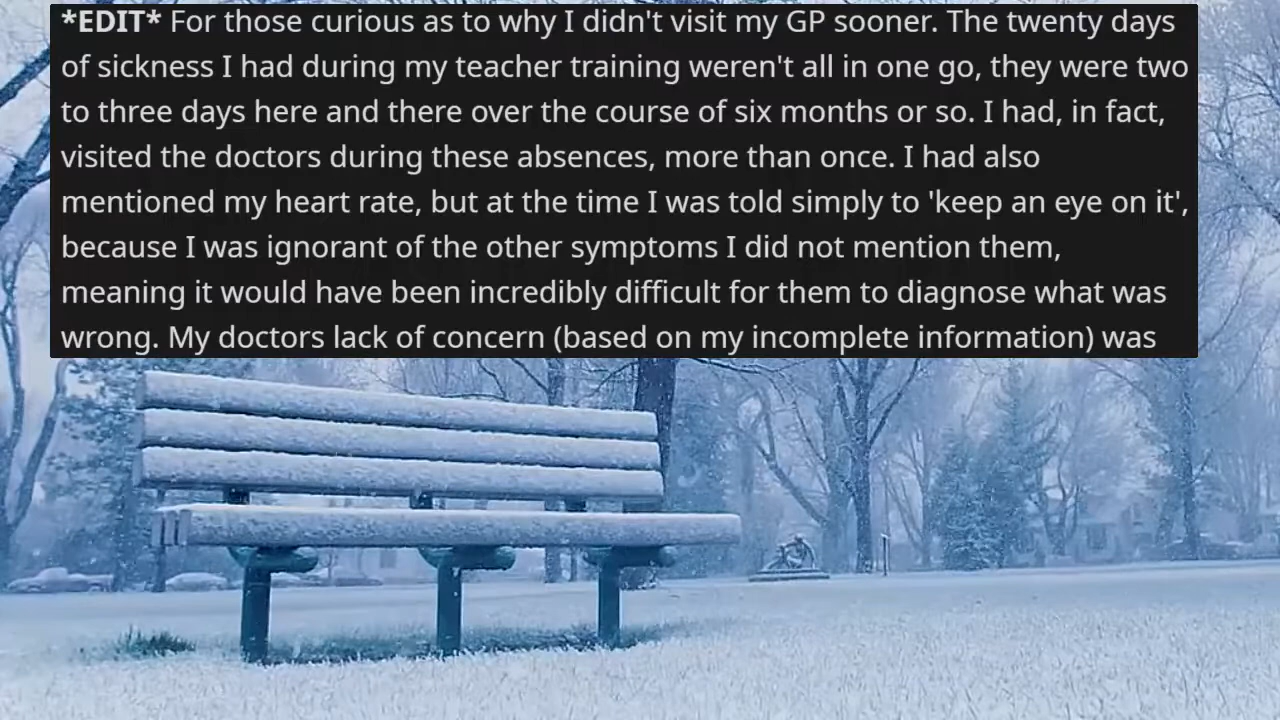 *EDIT* For those curious as to why I didn't visit my GP sooner. The twenty days
of sickness I had during my teacher training weren't all in one go, they were two
to three days here and there over the course of six months or so. I had, in fact,
visited the doctors during these absences, more than once. I had also
mentioned my heart rate, but at the time I was told simply to 'keep an eye on it',
because I was ignorant of the other symptoms I did not mention them,
meaning it would have been incredibly difficult for them to diagnose what was
wrong. My doctors lack of concern (based on my incomplete information) was